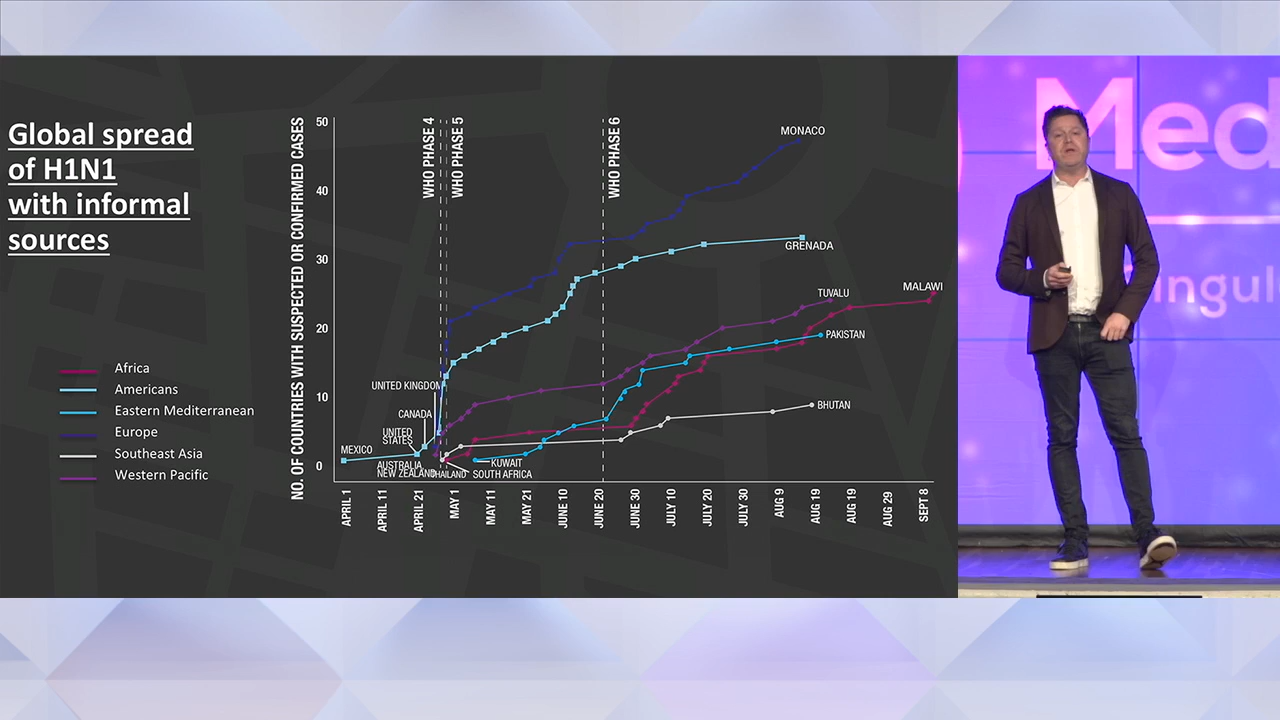 Global spread
of H1N1
with informal
sources
Africa
Americans
Eastern Mediterranean
Europe
Southeast Asia
Western Pacific
NO. OF COUNTRIES WITH SUSPECTED OR CONFIRMED CASES
50
40
30
20
10
0
WHO PHASE 4
WHO PHASE 5
WHO PHASE 6
MONACO
GRENADA
TUVALU
MALAWI
PAKISTAN
BHUTAN
UNITED KINGDOM
CANADA
UNITED
STATES
MEXICO
AUSTRALIA
NEW ZEALAND
THAILAND
KUWAIT
SOUTH AFRICA
APRIL 1
APRIL 11
APRIL 21
MAY 1
MAY 11
MAY 21
JUNE 10
JUNE 20
JUNE 30
JULY 10
JULY 20
JULY 30
AUG 9
AUG 19
AUG 19
AUG 29
SEPT 8
Med
ingul